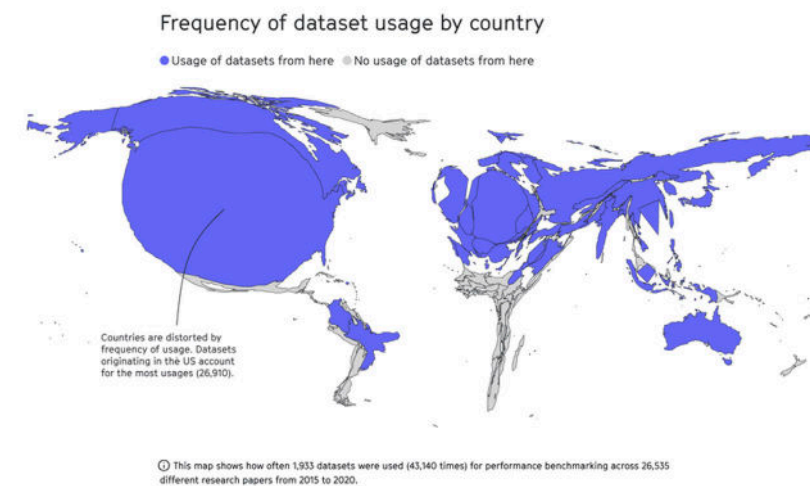 Frequency of dataset usage by country
Usage of datasets from here No usage of datasets from here
Countries are distorted by
frequency of usage. Datasets
originating in the US account
for the most usages (26,910).
This map shows how often 1,933 datasets were used (43,140 times) for performance benchmarking across 26,535
different research papers from 2015 to 2020.